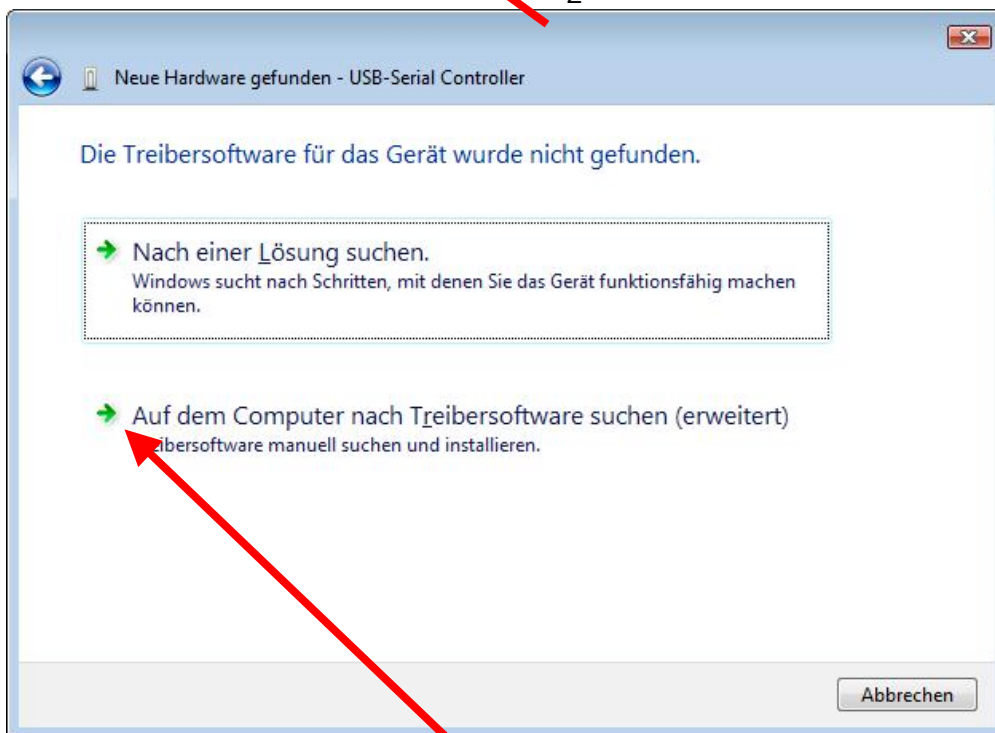 Neue Hardware gefunden - USB-Serial Controller
Die Treibersoftware für das Gerät wurde nicht gefunden.
Nach einer Lösung suchen.
Windows sucht nach Schritten, mit denen Sie das Gerät funktionsfähig machen
können.
Auf dem Computer nach Treibersoftware suchen (erweitert)
manuell suchen und installieren.
Abbrechen